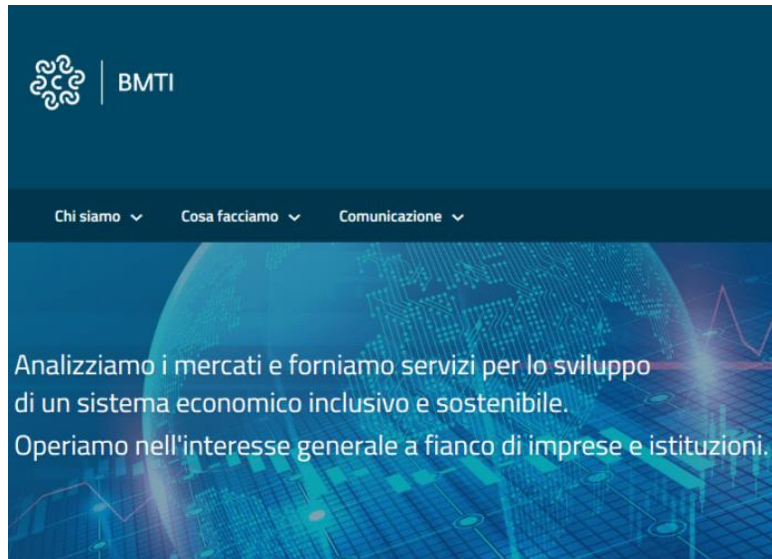 BMTI
Chi siamo
Cosa facciamo
Comunicazione
Analizziamo i mercati e forniamo servizi per lo sviluppo
di un sistema economico inclusivo e sostenibile.
Operiamo nell'interesse generale a fianco di imprese e istituzioni.